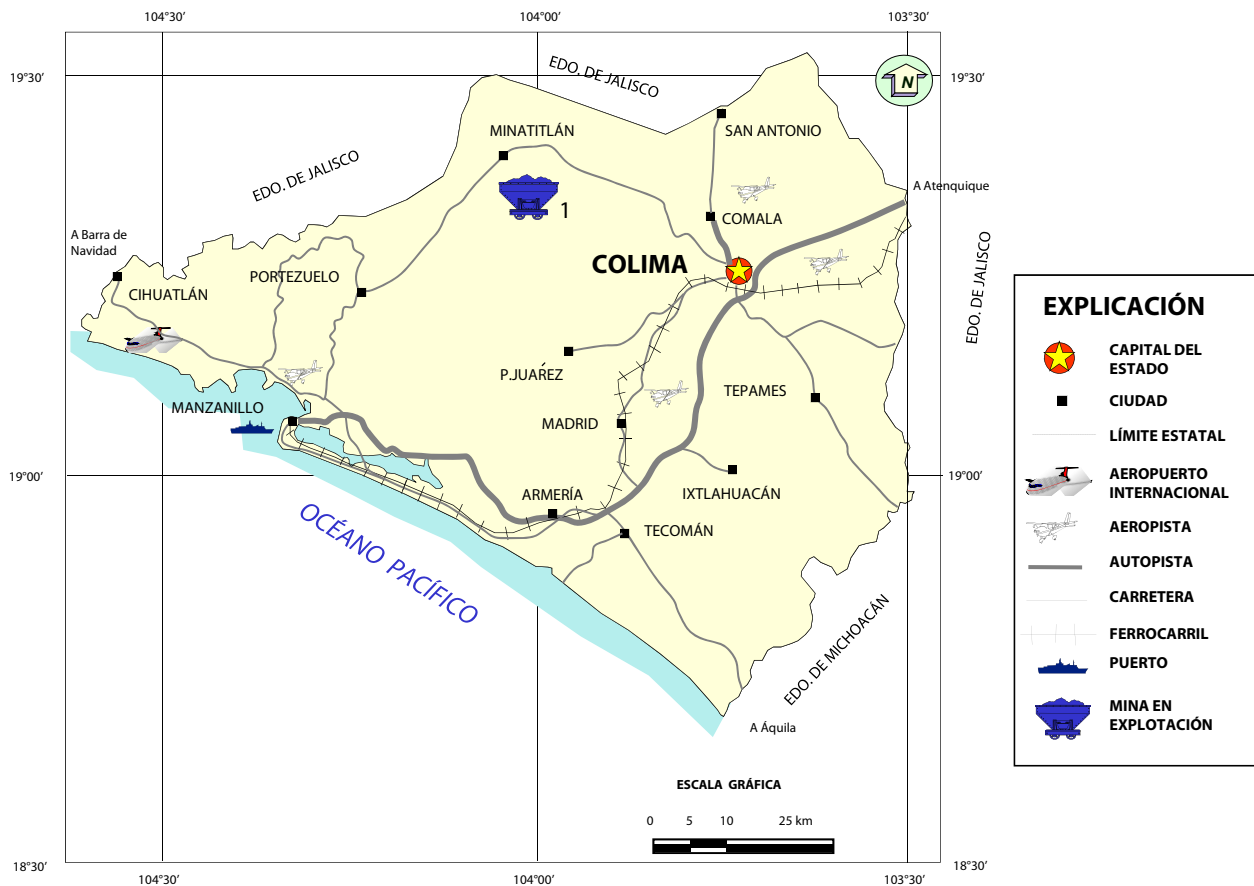 104°30’
104°00’
103°30’
19°30’
19°30’
EDO. DE JALISCO
N
MINATITLÁN
SAN ANTONIO
EDO. DE JALISCO
A Atenquique
1
COMALA
A Barra de
Navidad
COLIMA
PORTEZUELO
CIHUATLÁN
EDO. DE JALISCO
P.JUAREZ
TEPAMES
MANZANILLO
MADRID
19°00’
19°00’
ARMERÍA
IXTLAHUACÁN
TECOMÁN
OCÉANO PACÍFICO
EDO. DE MICHOACÁN
A Áquila
ESCALA GRÁFICA
0 5 10 25 km
18°30’
18°30’
104°30’
104°00’
103°30’
EXPLICACIÓN
CAPITAL DEL
ESTADO
CIUDAD
LÍMITE ESTATAL
AEROPUERTO
INTERNACIONAL
AEROPISTA
AUTOPISTA
CARRETERA
FERROCARRIL
PUERTO
MINA EN
EXPLOTACIÓN